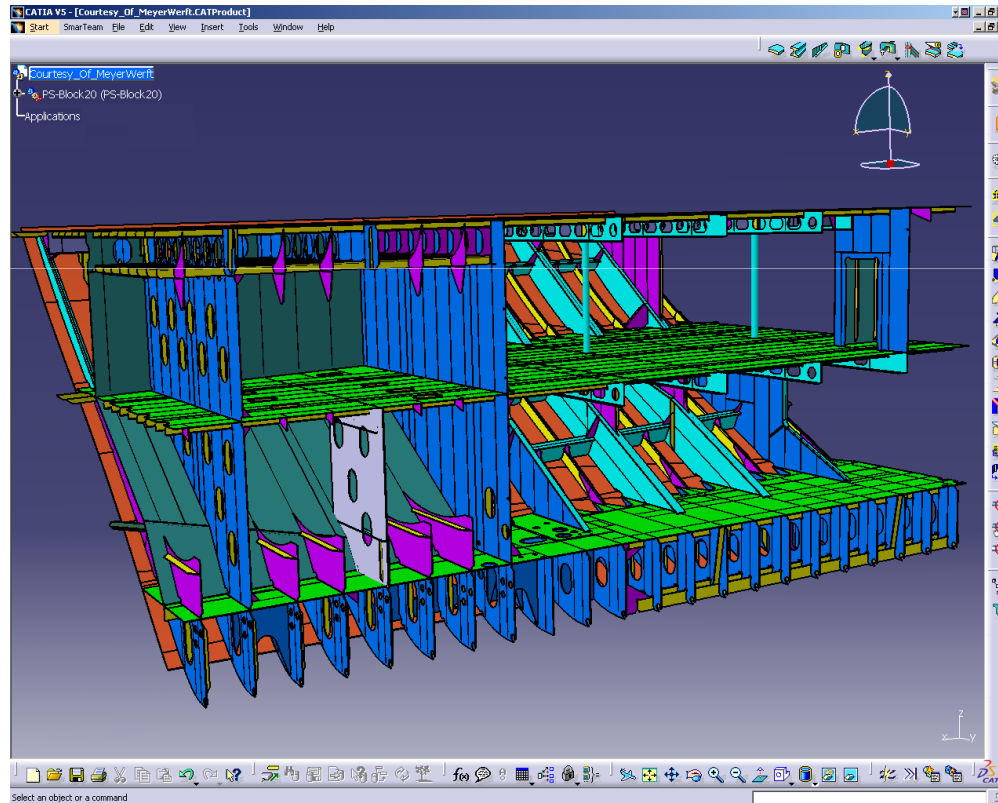 CATIA V5 - [Courtesy_Of_MeyerWerft.CATProduct]
Start SmarTeam File Edit View Insert Tools Window Help
Courtesy_Of_MeyerWerft
PS-Block20 (PS-Block20)
Applications
z
x y
f(x)
Select an object or a command